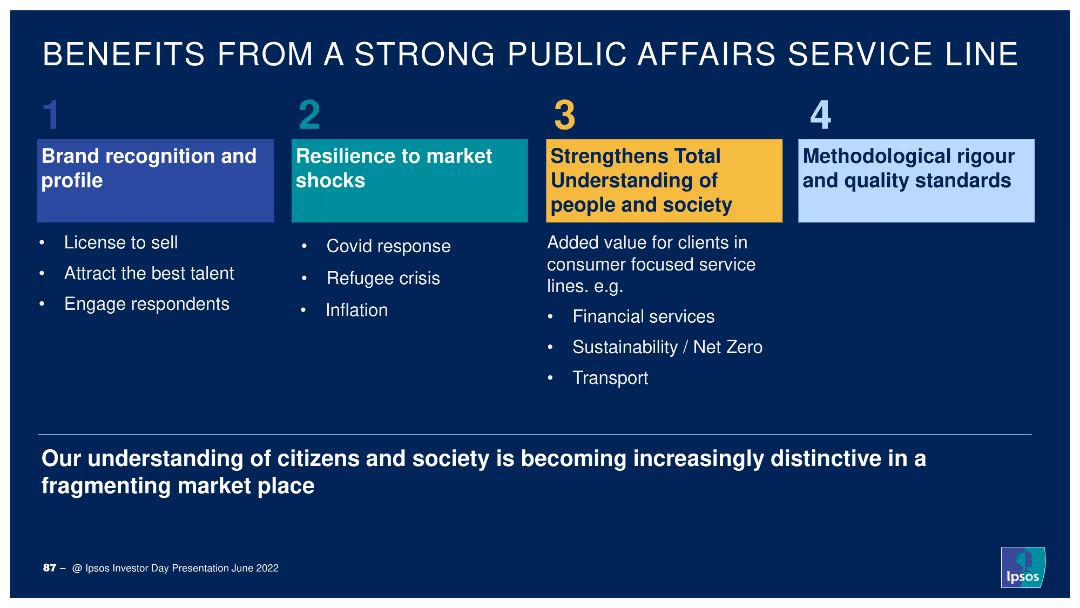 BENEFITS FROM A STRONG PUBLIC AFFAIRS SERVICE LINE
1
Brand recognition and
profile
• License to sell
• Attract the best talent
• Engage respondents
2
Resilience to market
shocks
• Covid response
• Refugee crisis
• Inflation
3
Strengthens Total
Understanding of
people and society
Added value for clients in
consumer focused service
lines. e.g.
• Financial services
• Sustainability / Net Zero
• Transport
4
Methodological rigour
and quality standards
Our understanding of citizens and society is becoming increasingly distinctive in a
fragmenting market place
87 – @ Ipsos Investor Day Presentation June 2022
Ipsos